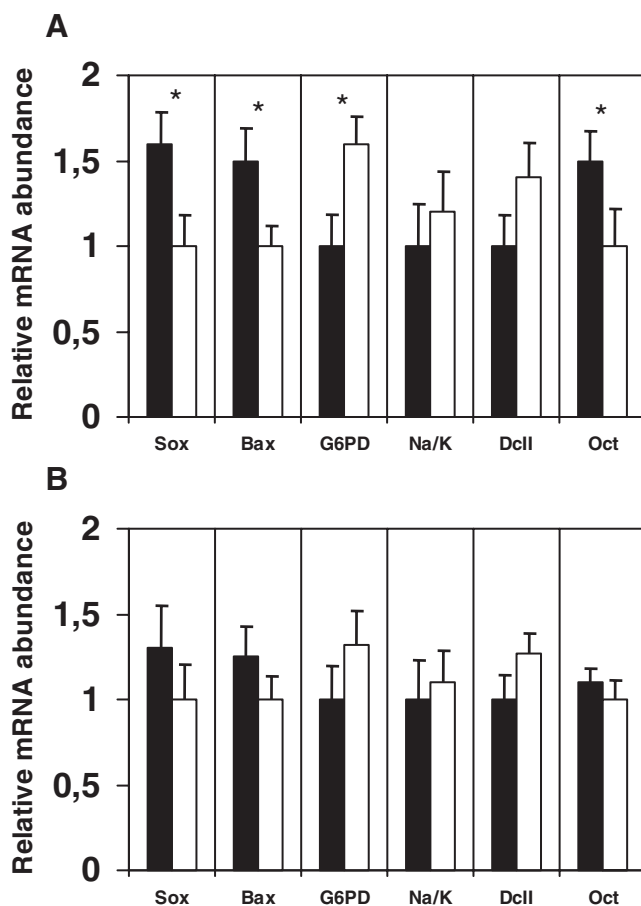 A
Relative mRNA abundance
2
* * * *
1,5
1
0,5
0
Sox Bax G6PD Na/K DcII Oct
B
Relative mRNA abundance
2
1,5
1
0,5
0
Sox Bax G6PD Na/K DcII Oct